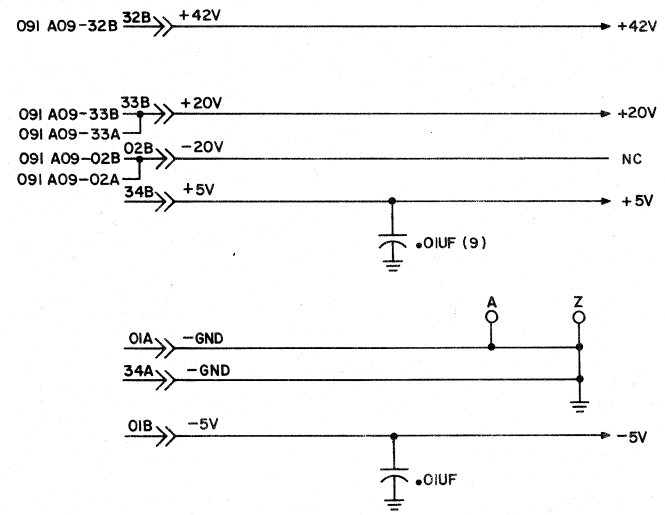 091 A09-32B 32B +42V +42V
091 A09-33B 33B +20V +20V
091 A09-33A
091 A09-02B 02B -20V NC
091 A09-02A
34B +5V +5V
.01UF (9)
A Z
01A -GND
34A -GND
01B -5V -5V
.01UF